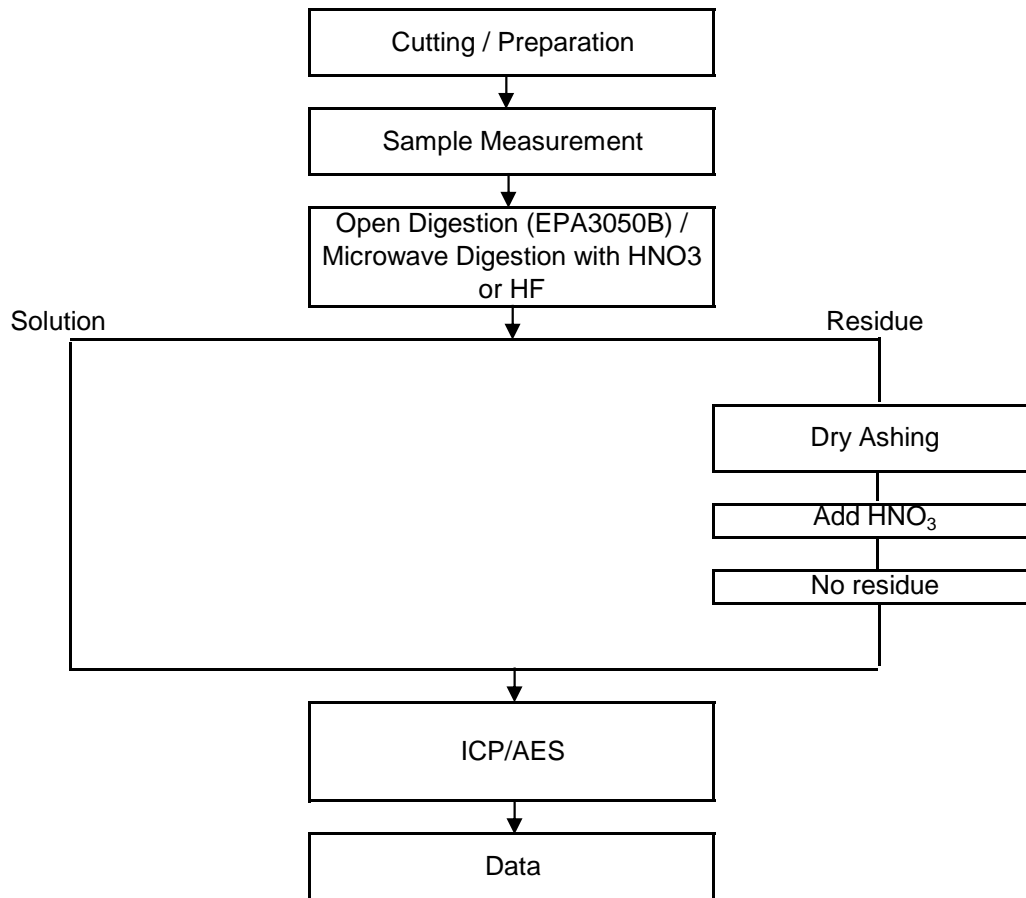 Cutting / Preparation
Sample Measurement
Open Digestion (EPA3050B) /
Microwave Digestion with HNO3
or HF
Solution
Residue
Dry Ashing
Add HNO₃
No residue
ICP/AES
Data